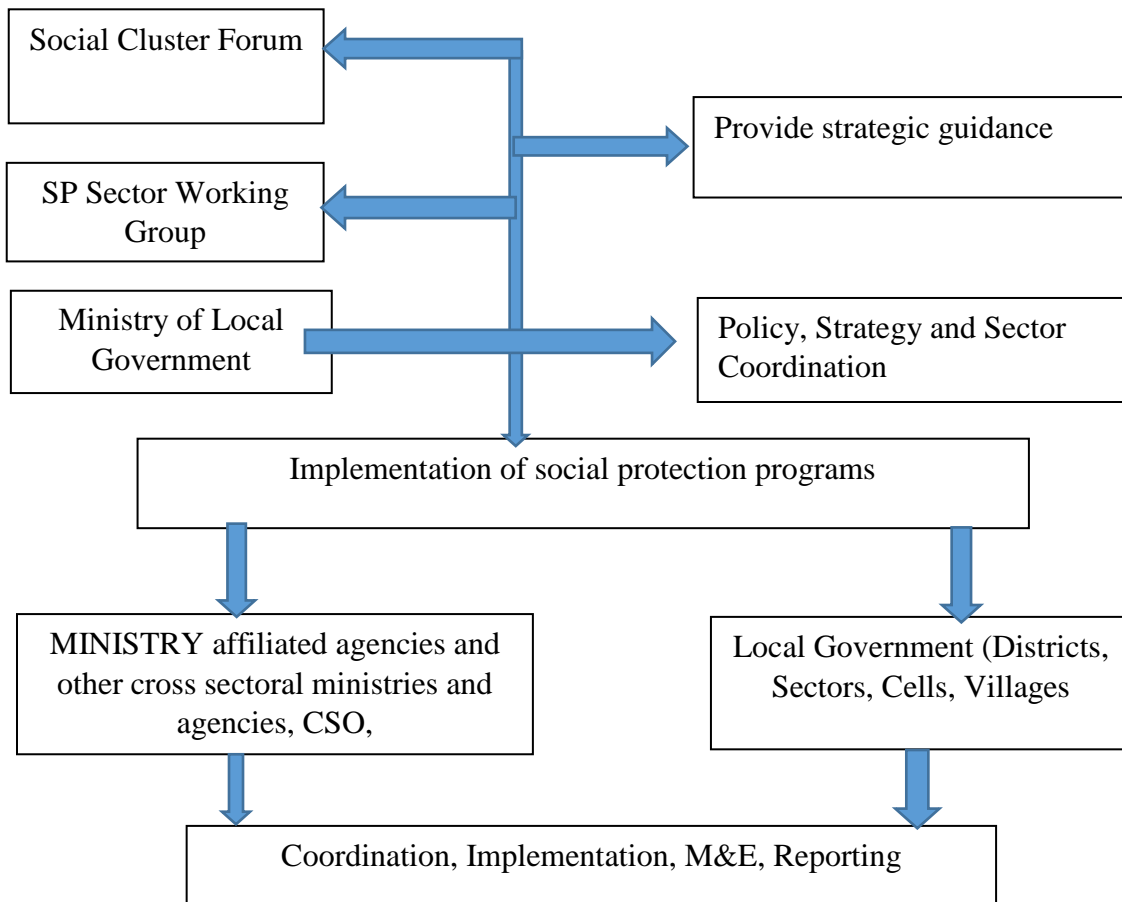 Social Cluster Forum
Provide strategic guidance
SP Sector Working
Group
Ministry of Local
Government
Policy, Strategy and Sector
Coordination
Implementation of social protection programs
MINISTRY affiliated agencies and
other cross sectoral ministries and
agencies, CSO,
Local Government (Districts,
Sectors, Cells, Villages
Coordination, Implementation, M&E, Reporting